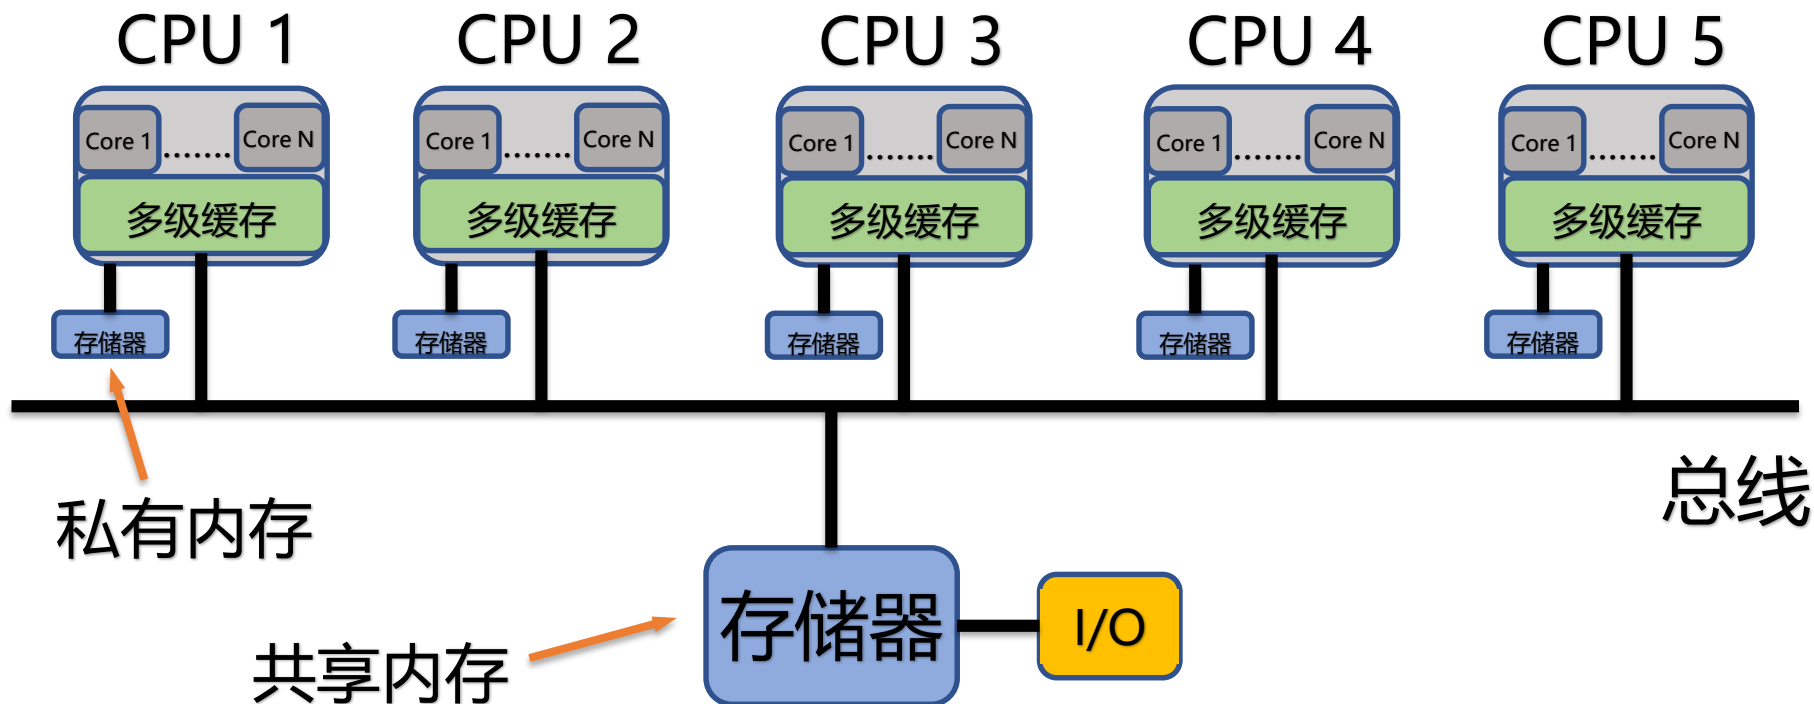 CPU 1
CPU 2
CPU 3
CPU 4
CPU 5
Core 1 ....... Core N
Core 1 ....... Core N
Core 1 ....... Core N
Core 1 ....... Core N
Core 1 ....... Core N
多级缓存
多级缓存
多级缓存
多级缓存
多级缓存
存储器
存储器
存储器
存储器
存储器
总线
私有内存
存储器
I/O
共享内存